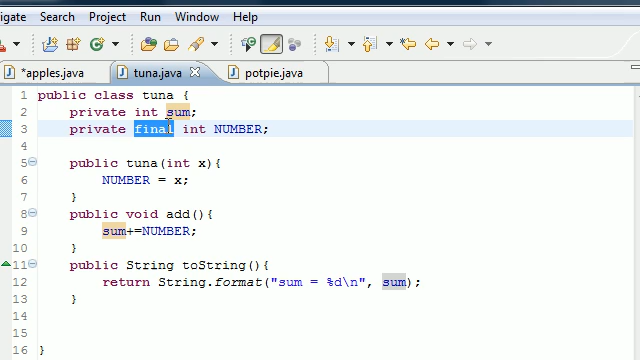 igate Search Project Run Window Help
*apples.java tuna.java potpie.java
1 public class tuna {
2 private int sum;
3 private final int NUMBER;
4
5 public tuna(int x){
6 NUMBER = x;
7 }
8 public void add(){
9 sum+=NUMBER;
10 }
11 public String toString(){
12 return String.format("sum = %d\n", sum);
13 }
14
15
16 }